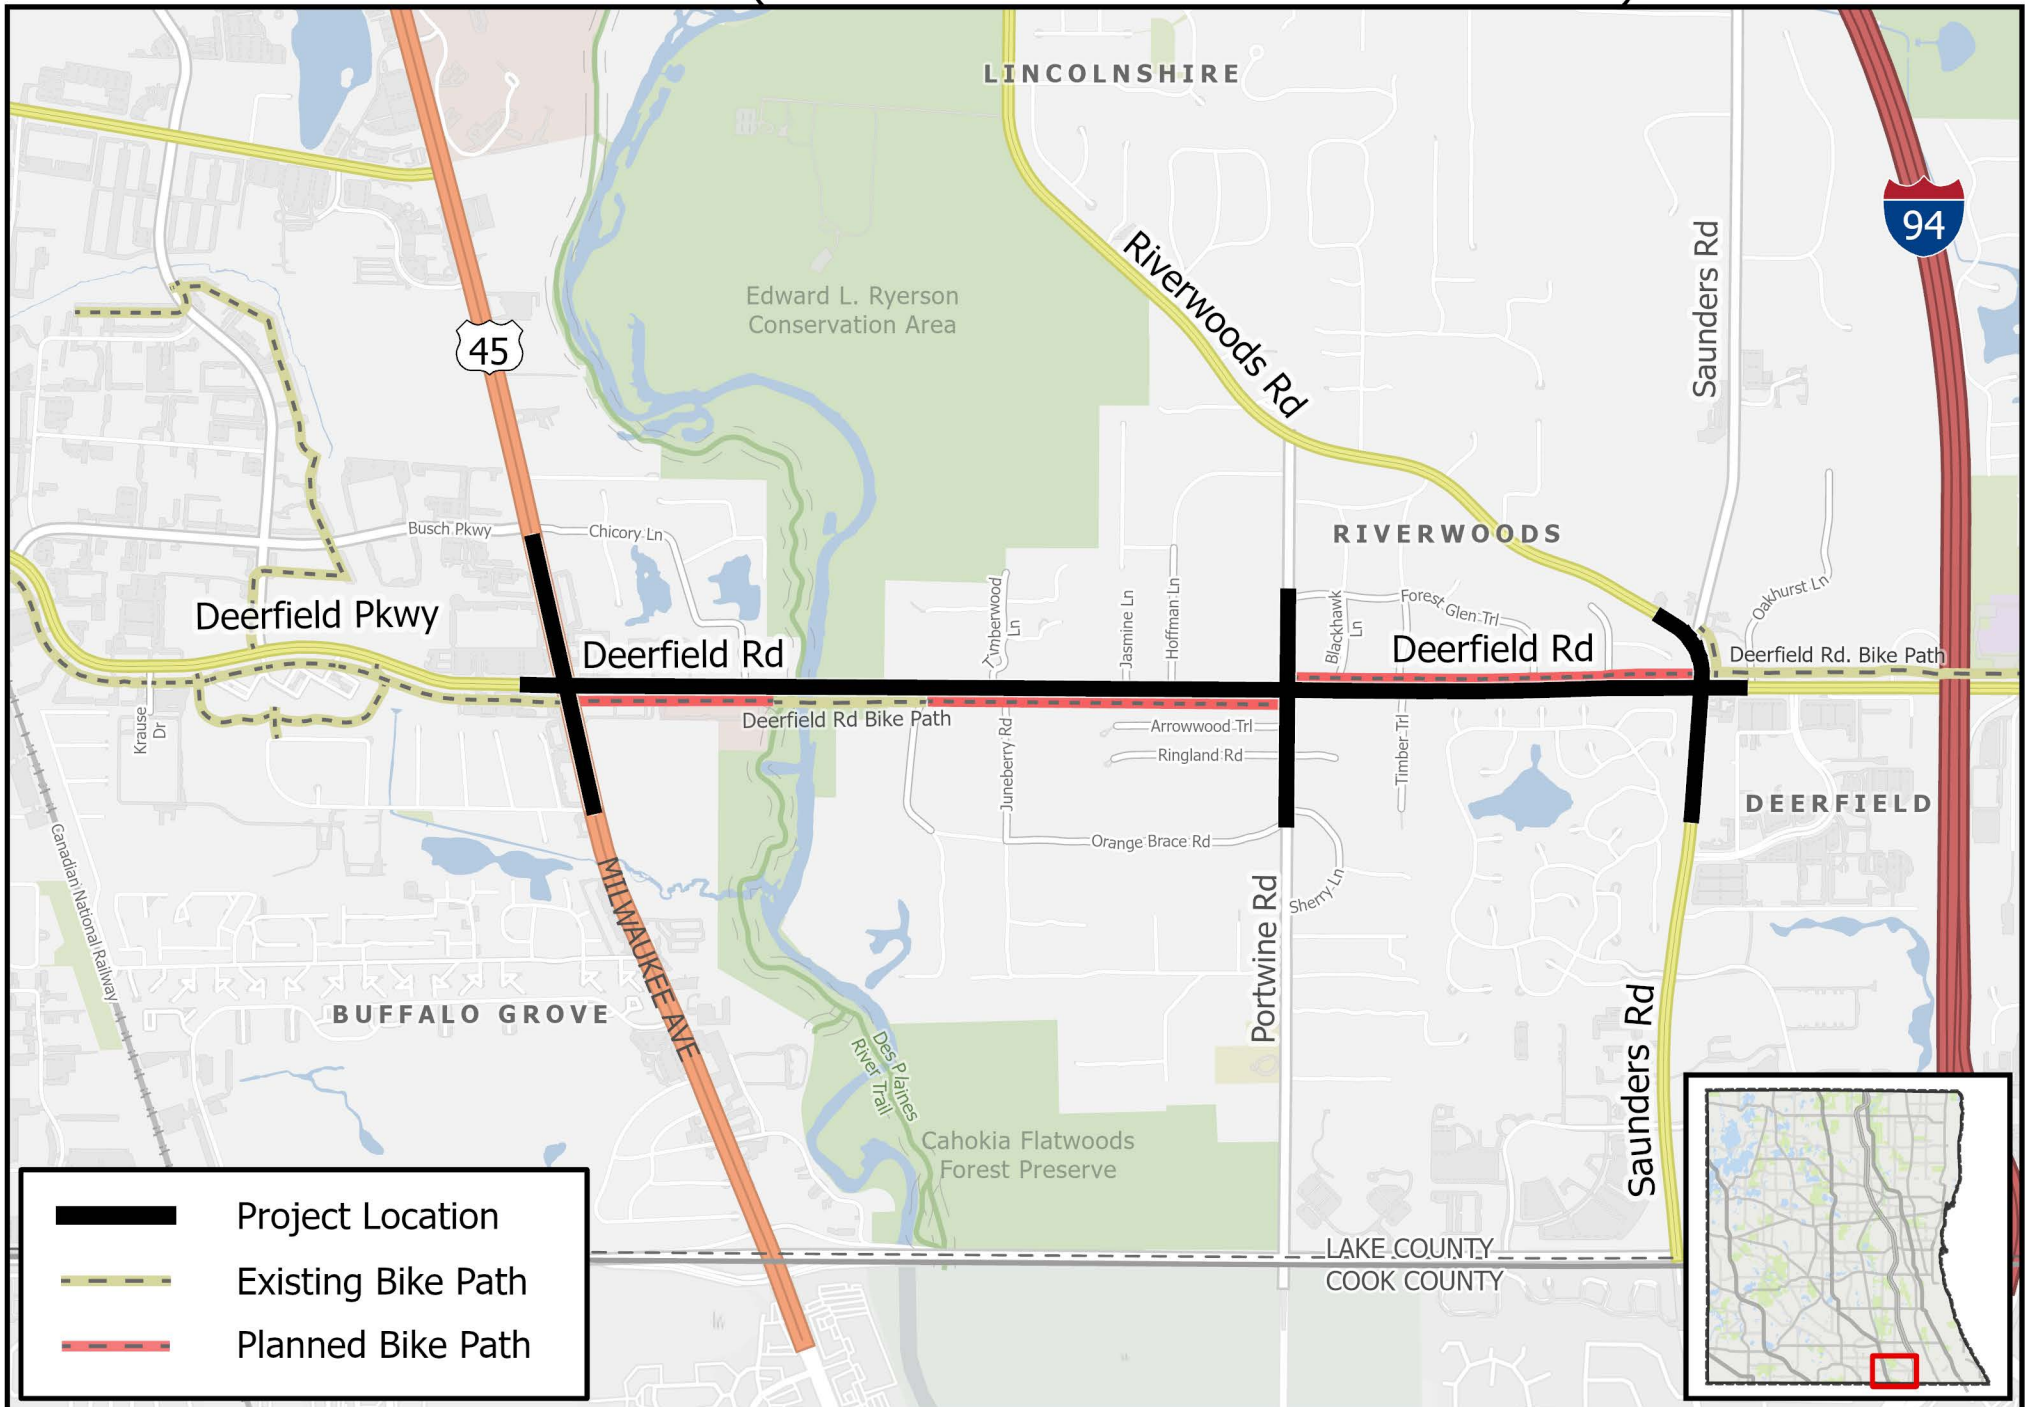 LINCOLNSHIRE
94
Riverwoods Rd
Saunders Rd
Edward L. Ryerson
Conservation Area
45
Busch Pkwy
Chicory Ln
RIVERWOODS
Timberwood
Ln
Jasmine Ln
Hoffman Ln
Blackhawk
Ln
Forest Glen Trl
Oakhurst Ln
Deerfield Pkwy
Deerfield Rd
Deerfield Rd
Deerfield Rd. Bike Path
Krause
Dr
Deerfield Rd Bike Path
Juneberry Rd
Arrowwood Trl
Ringland Rd
Timber Trl
DEERFIELD
Orange Brace Rd
Sherry Ln
Canadian National Railway
MILWAUKEE AVE
Portwine Rd
BUFFALO GROVE
Des Plaines
River Trail
Saunders Rd
Cahokia Flatwoods
Forest Preserve
LAKE COUNTY
COOK COUNTY
Project Location
Existing Bike Path
Planned Bike Path